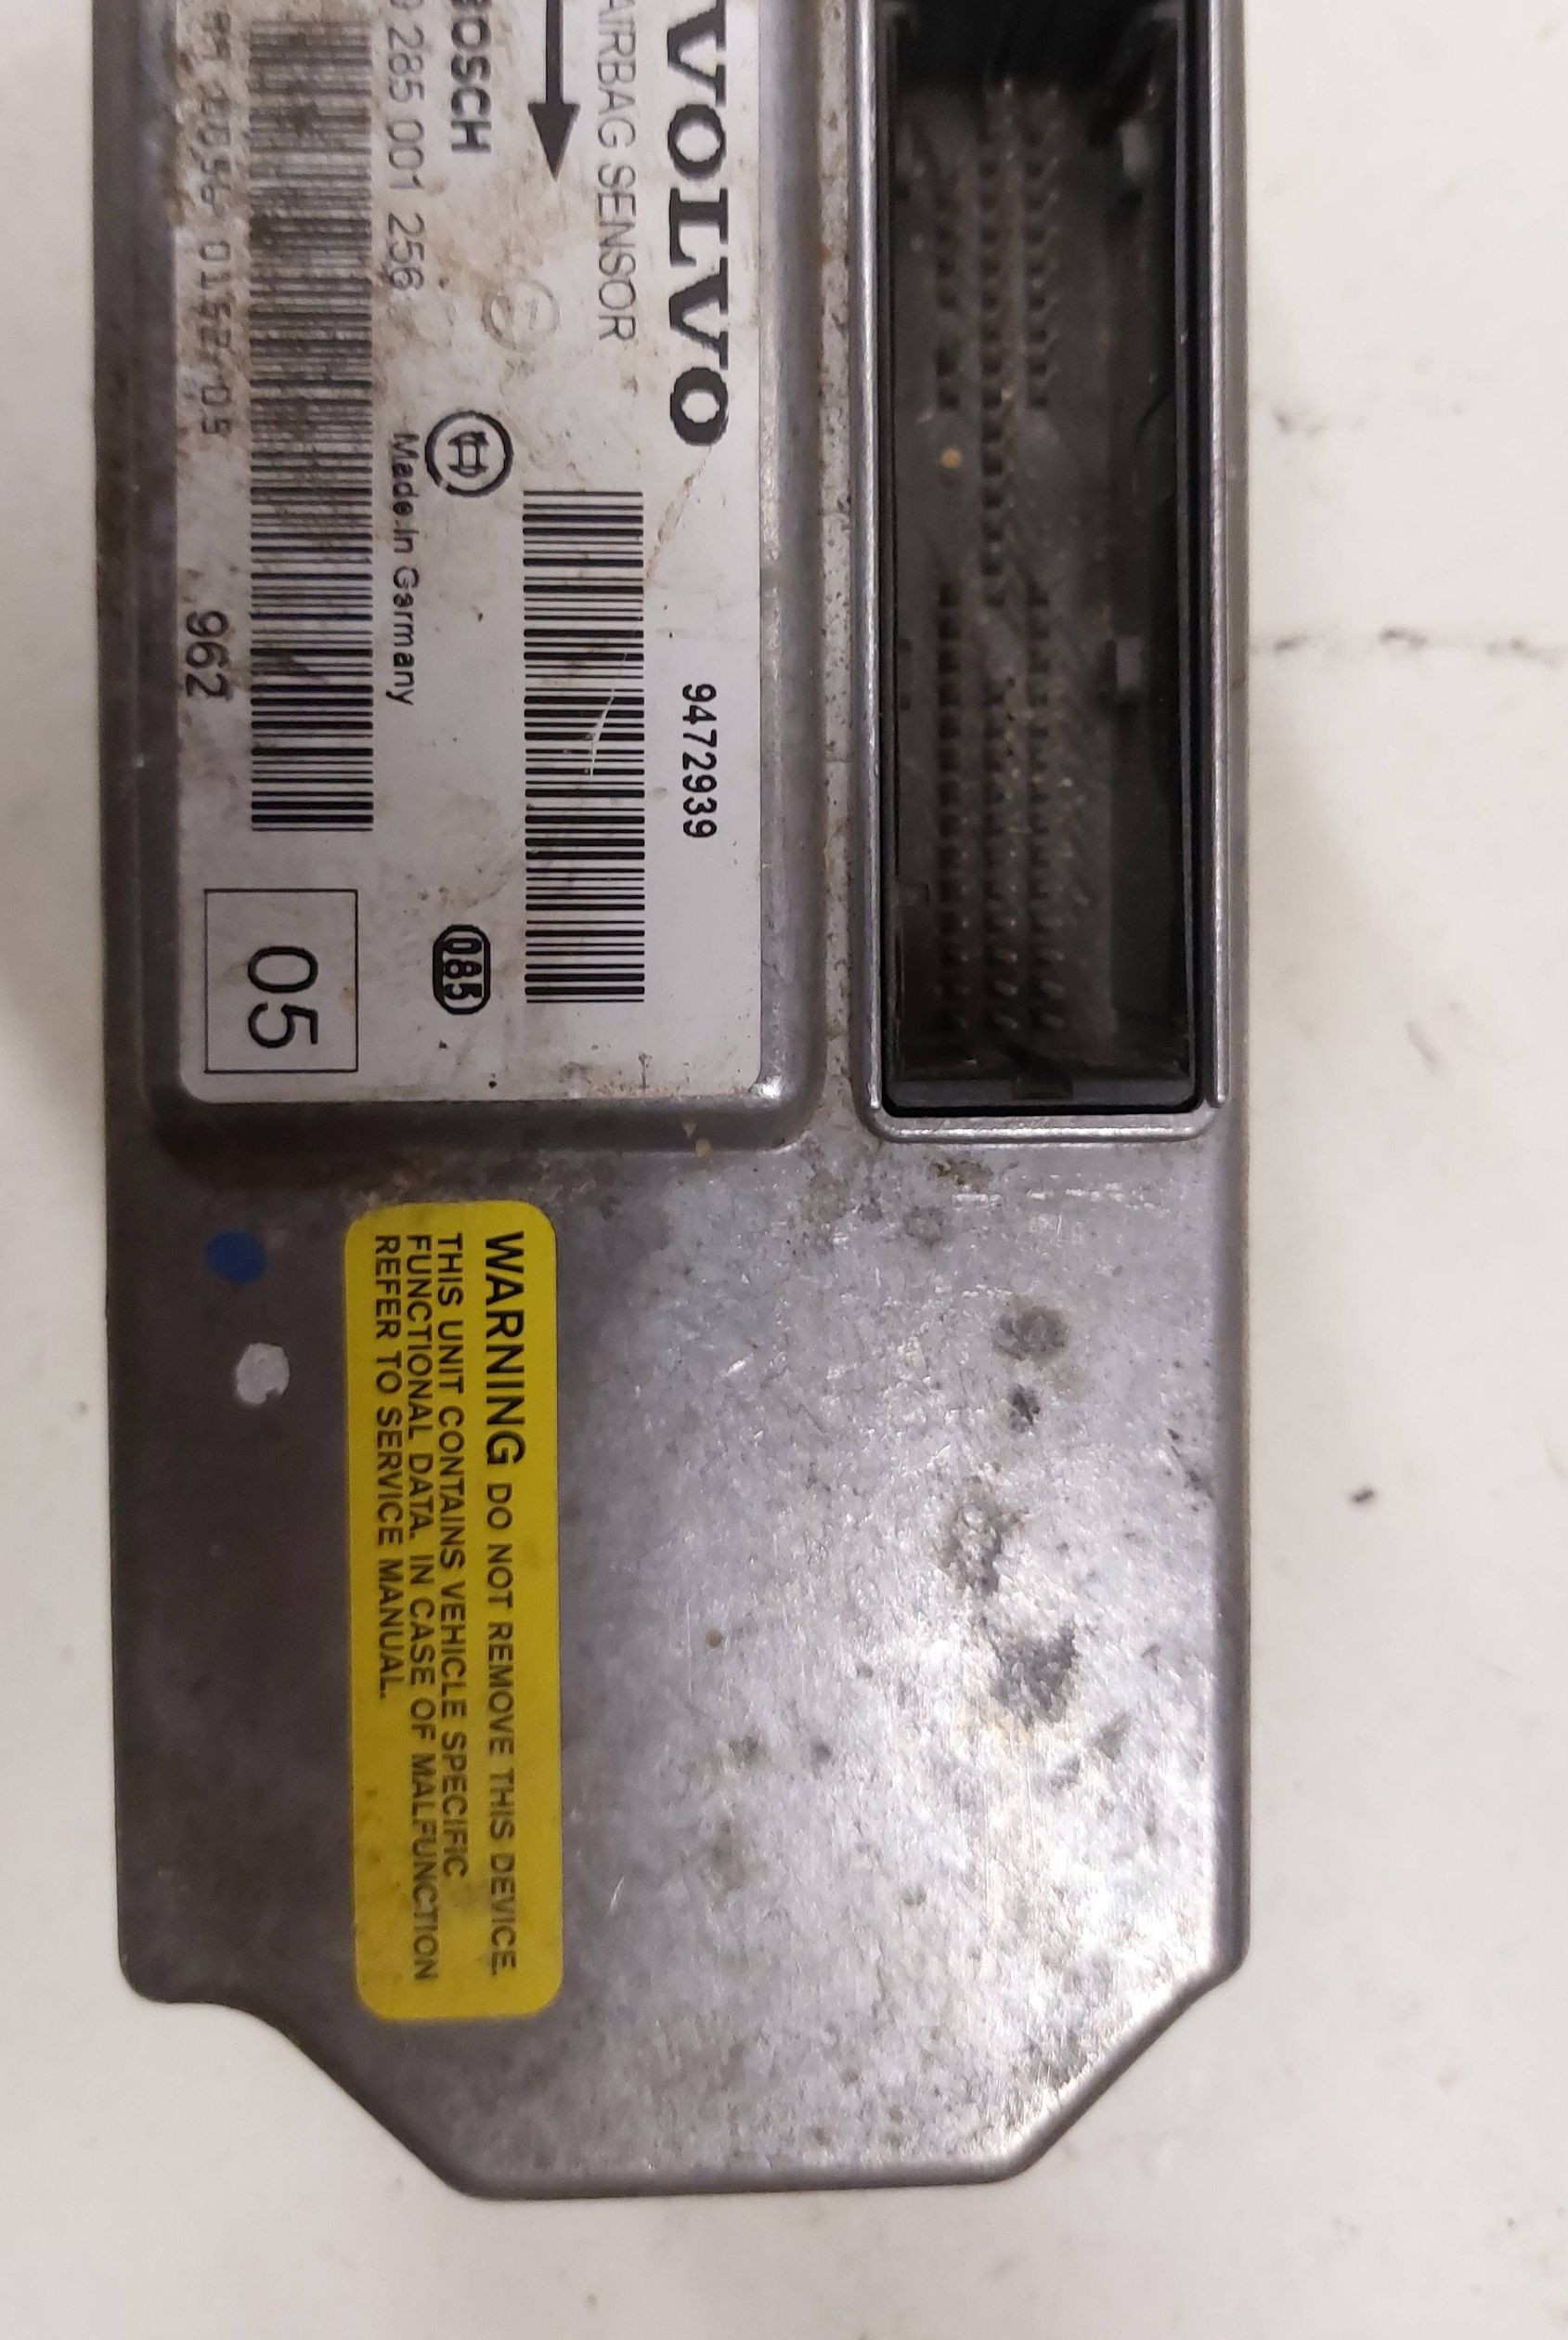 VOLVO
9472939
AIRBAG SENSOR
BOSCH
085
285 001 256
Made in Germany
962
05
WARNING DO NOT REMOVE THIS DEVICE.
THIS UNIT CONTAINS VEHICLE SPECIFIC
FUNCTIONAL DATA. IN CASE OF MALFUNCTION
REFER TO SERVICE MANUAL.